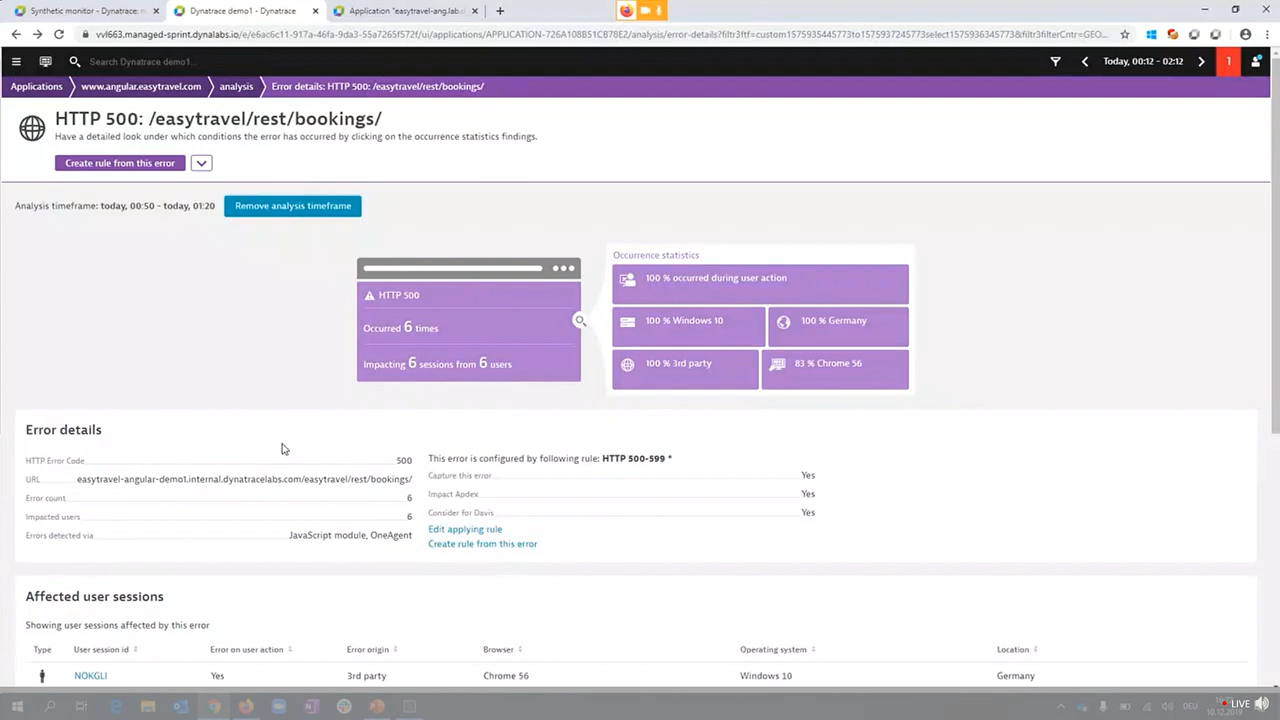 Synthetic monitor - Dynatrace: m
Dynatrace demo1 - Dynatrace
Application "easytravel-ang.lab.d
vvl663.managed-sprint.dynalabs.io/e/e6ac6c11-917a-46fa-9da3-55a7265f572f/ui/applications/APPLICATION-726A108B51CB78E2/analysis/error-details?filtr3ftf=custom1575935445773to1575937245773select1575936345773&filtr3filterCntr=GEO...
Search Dynatrace demo1...
Today, 00:12 - 02:12
1
Applications
www.angular.easytravel.com
analysis
Error details: HTTP 500: /easytravel/rest/bookings/
HTTP 500: /easytravel/rest/bookings/
Have a detailed look under which conditions the error has occurred by clicking on the occurrence statistics findings.
Create rule from this error
Analysis timeframe: today, 00:50 - today, 01:20
Remove analysis timeframe
HTTP 500
Occurred 6 times
Impacting 6 sessions from 6 users
Occurrence statistics
100 % occurred during user action
100 % Windows 10
100 % Germany
100 % 3rd party
83 % Chrome 56
Error details
HTTP Error Code 500
URL easytravel-angular-demo1.internal.dynatracelabs.com/easytravel/rest/bookings/
Error count 6
Impacted users 6
Errors detected via JavaScript module, OneAgent
This error is configured by following rule: HTTP 500-599 *
Capture this error Yes
Impact Apdex Yes
Consider for Davis Yes
Edit applying rule
Create rule from this error
Affected user sessions
Showing user sessions affected by this error
Type User session id Error on user action Error origin Browser Operating system Location
NOKGLI Yes 3rd party Chrome 56 Windows 10 Germany
DEU
10.12.2019
LIVE